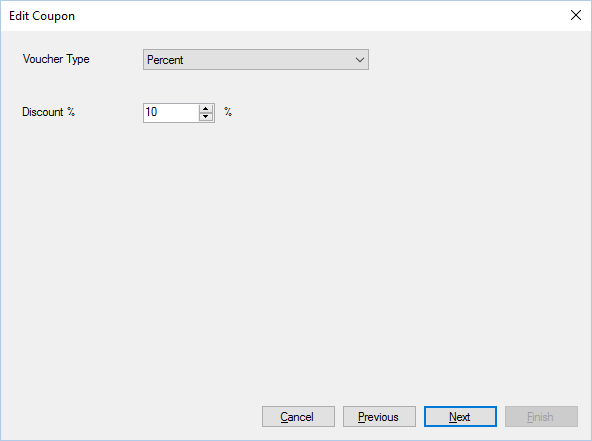 Edit Coupon
Voucher Type Percent
Discount % 10 %
Cancel Previous Next Finish